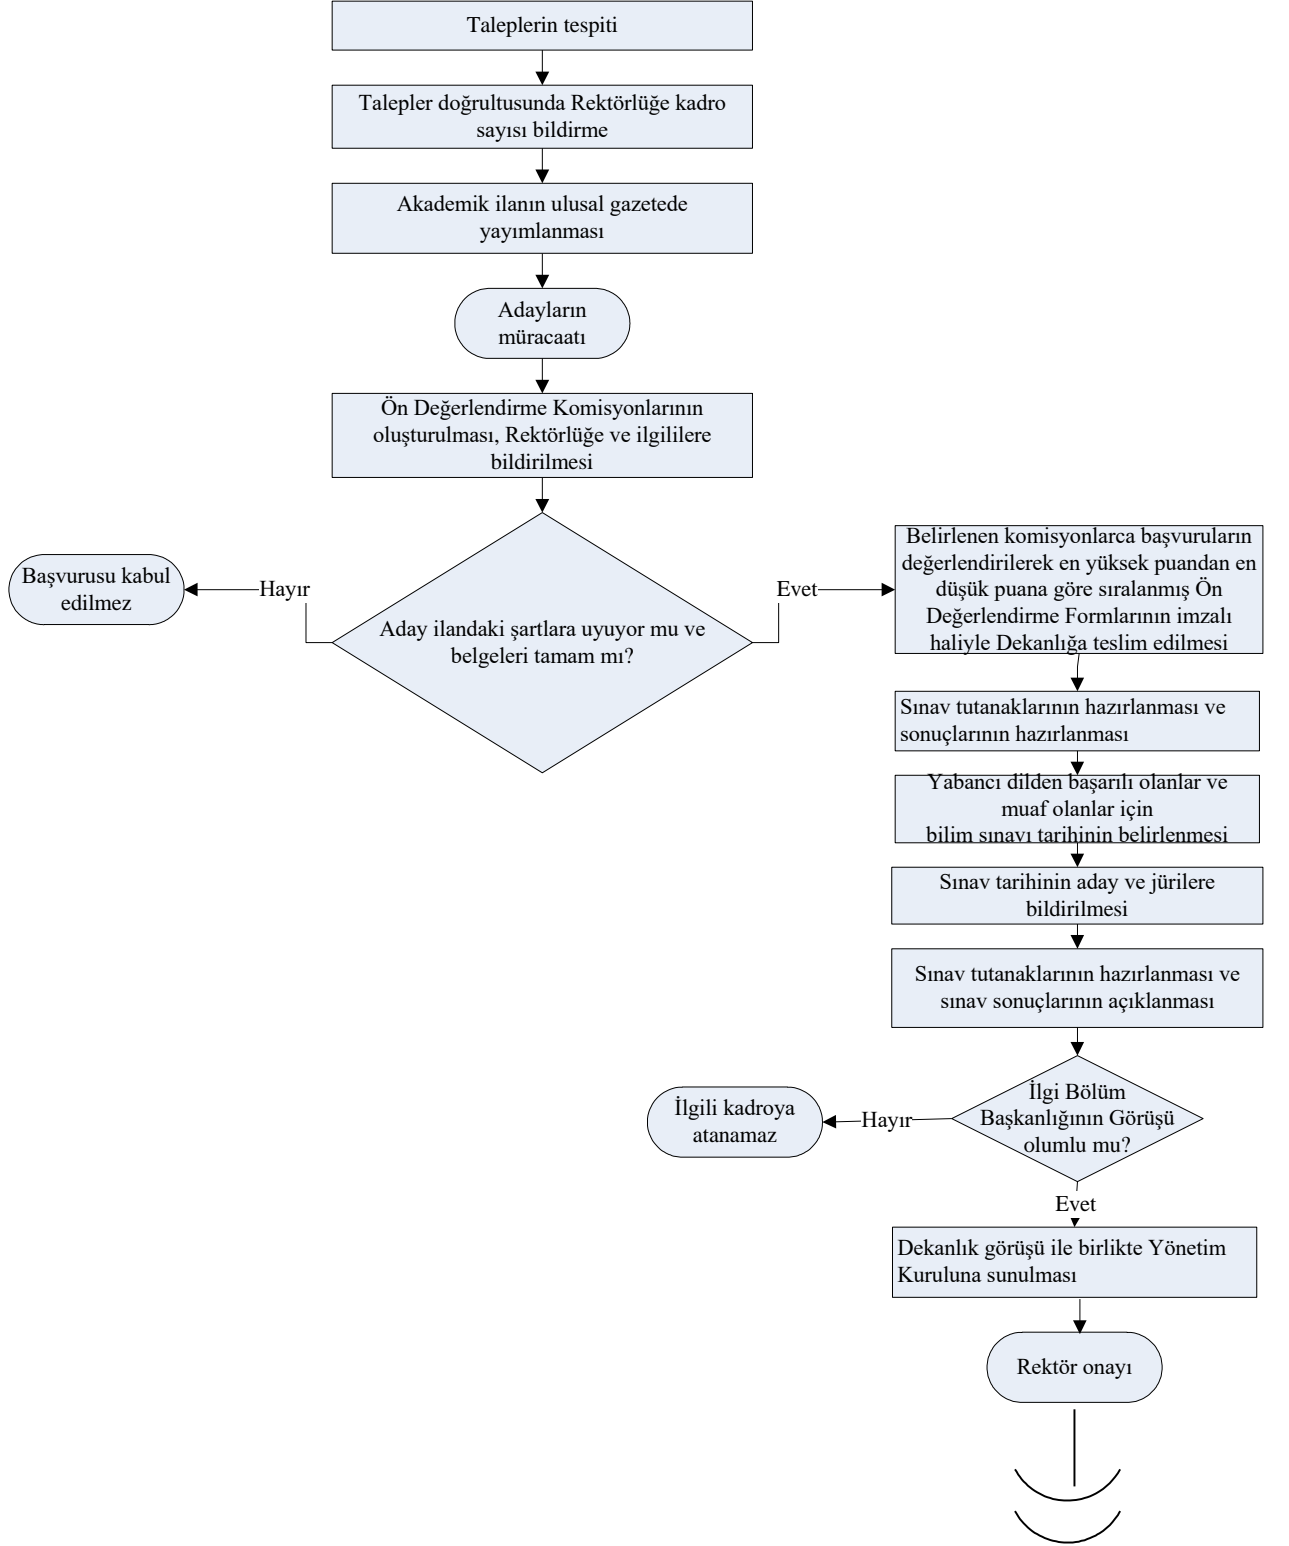 Taleplerin tespiti
Talepler doğrultusunda Rektörlüğe kadro
sayısı bildirme
Akademik ilanın ulusal gazetede
yayımlanması
Adayların
müracaatı
Ön Değerlendirme Komisyonlarının
oluşturulması, Rektörlüğe ve ilgililere
bildirilmesi
Aday ilandaki şartlara uyuyor mu ve
belgeleri tamam mı?
Hayır
Başvurusu kabul
edilmez
Evet
Belirlenen komisyonlarca başvuruların
değerlendirilerek en yüksek puandan en
düşük puana göre sıralanmış Ön
Değerlendirme Formlarının imzalı
haliyle Dekanlığa teslim edilmesi
Sınav tutanaklarının hazırlanması ve
sonuçlarının hazırlanması
Yabancı dilden başarılı olanlar ve
muaf olanlar için
bilim sınavı tarihinin belirlenmesi
Sınav tarihinin aday ve jürilere
bildirilmesi
Sınav tutanaklarının hazırlanması ve
sınav sonuçlarının açıklanması
İlgi Bölüm
Başkanlığının Görüşü
olumlu mu?
Hayır
İlgili kadroya
atanamaz
Evet
Dekanlık görüşü ile birlikte Yönetim
Kuruluna sunulması
Rektör onayı